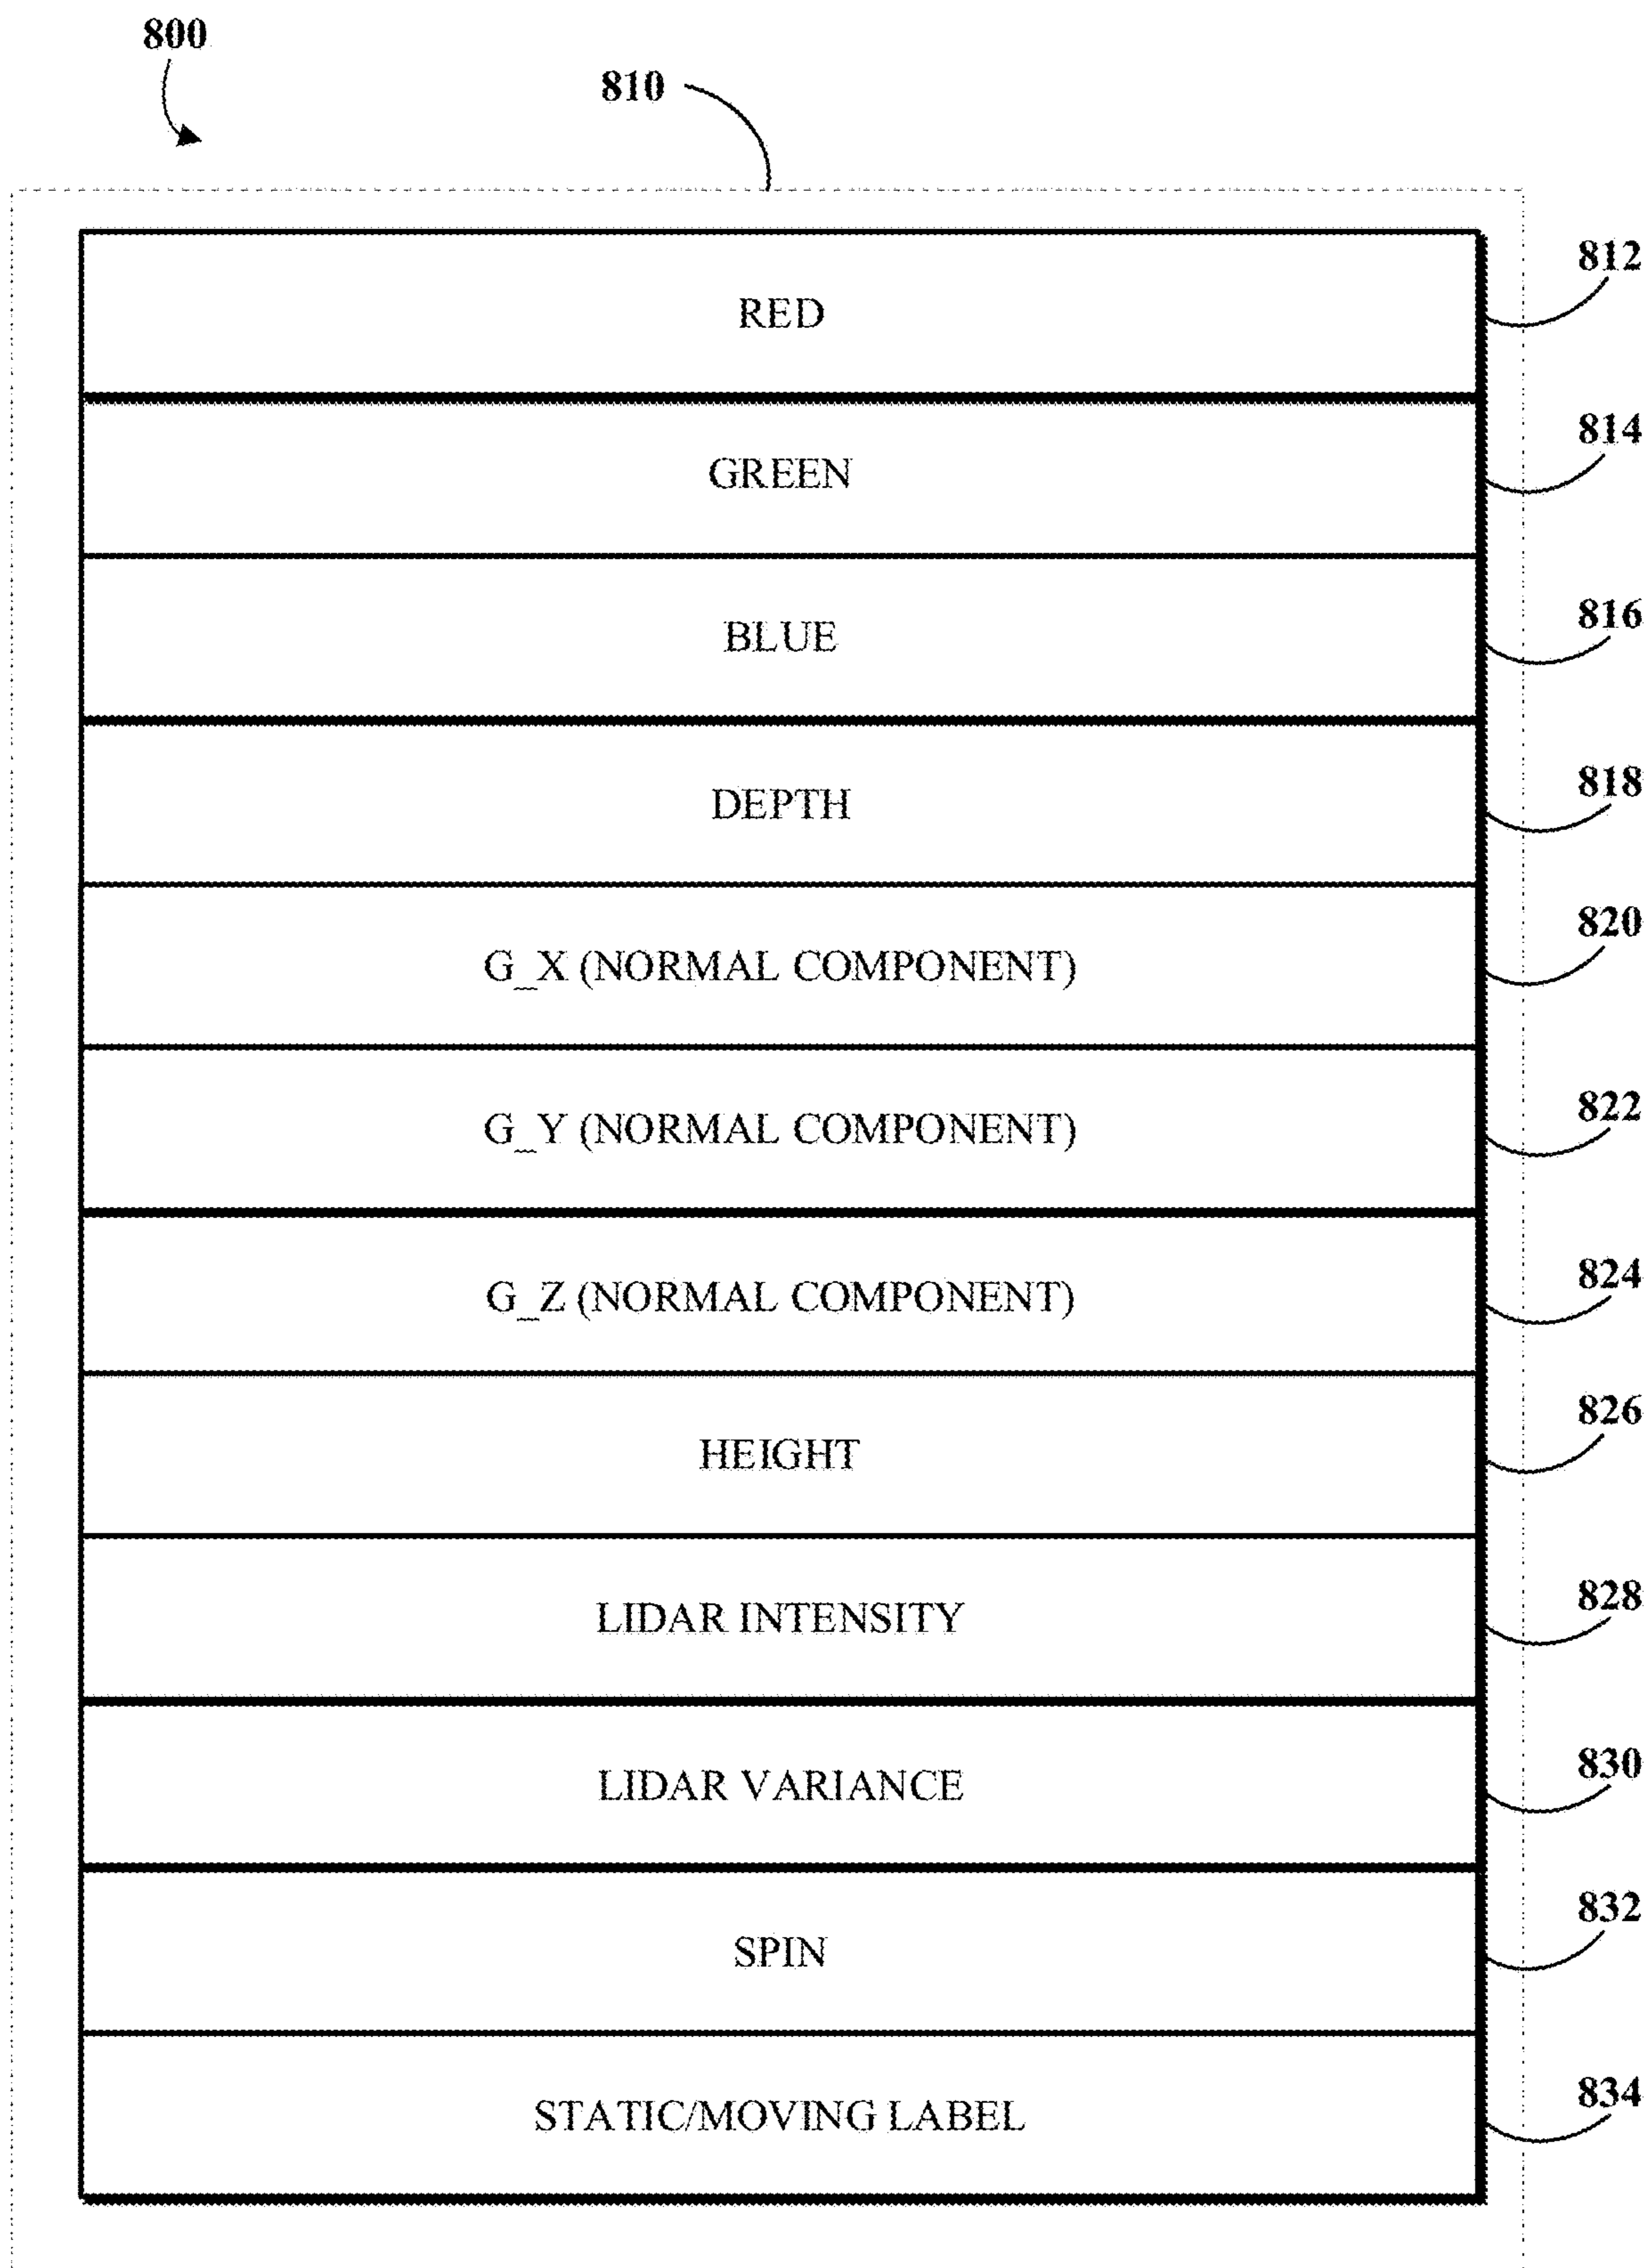 800
810
RED
812
GREEN
814
BLUE
816
DEPTH
818
G_X (NORMAL COMPONENT)
820
G_Y (NORMAL COMPONENT)
822
G_Z (NORMAL COMPONENT)
824
HEIGHT
826
LIDAR INTENSITY
828
LIDAR VARIANCE
830
SPIN
832
STATIC/MOVING LABEL
834